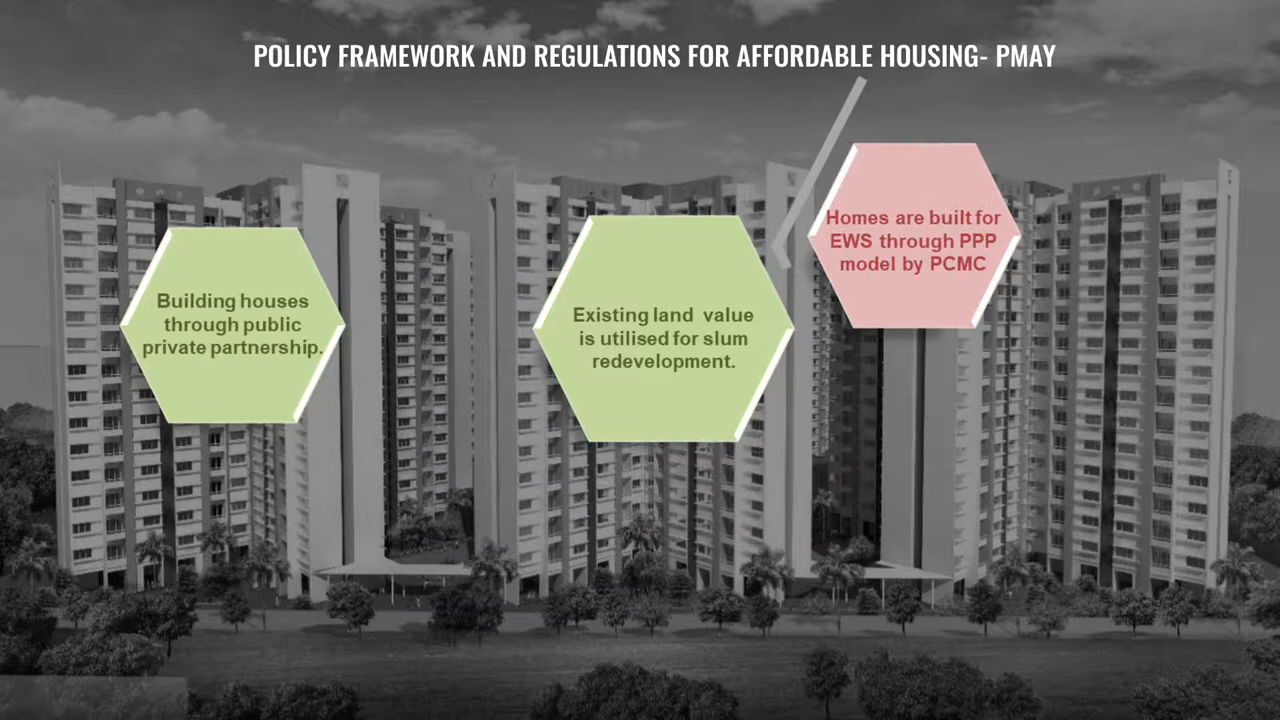 POLICY FRAMEWORK AND REGULATIONS FOR AFFORDABLE HOUSING- PMAY
Building houses
through public
private partnership.
Existing land value
is utilised for slum
redevelopment.
Homes are built for
EWS through PPP
model by PCMC